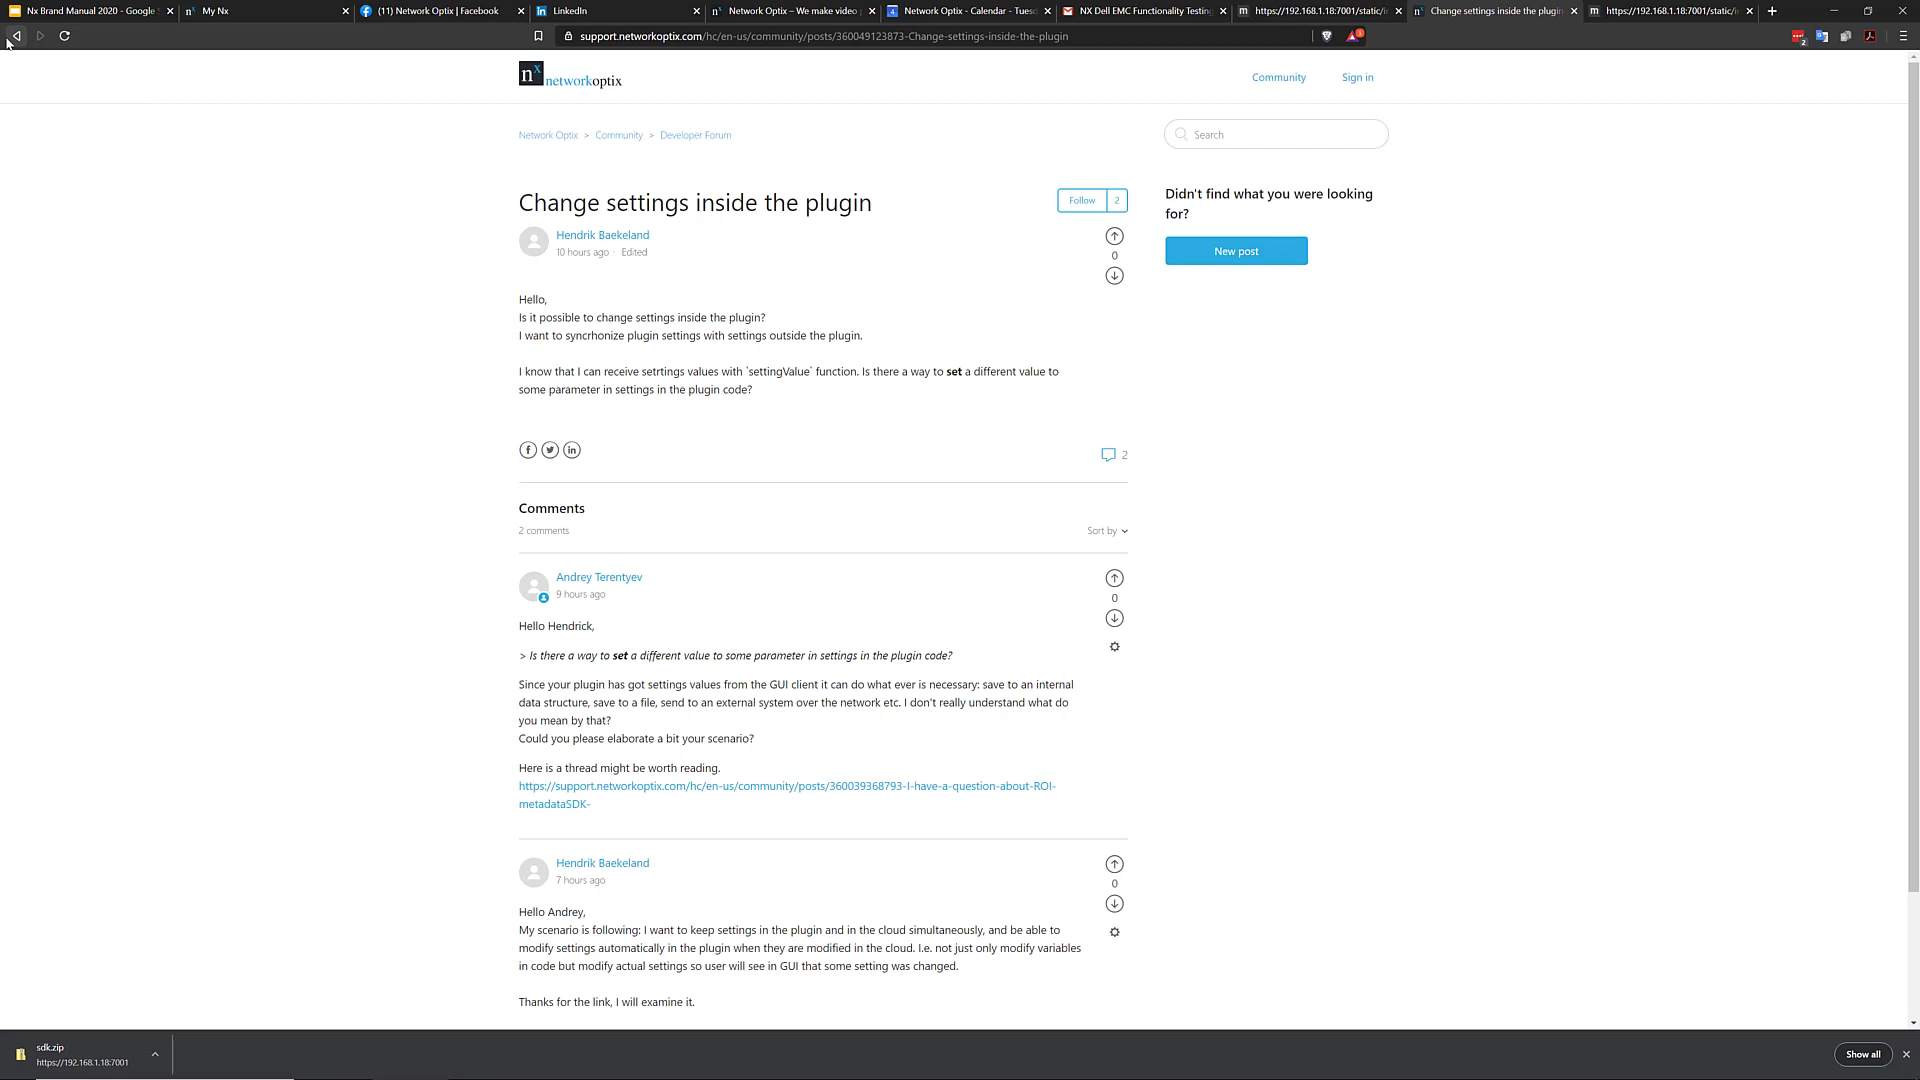 Nx Brand Manual 2020 - Google
My Nx
(11) Network Optix | Facebook
LinkedIn
Network Optix – We make video
Network Optix - Calendar - Tuesd
NX Dell EMC Functionality Testing
https://192.168.1.18:7001/static/i
Change settings inside the plugin
https://192.168.1.18:7001/static/i
support.networkoptix.com/hc/en-us/community/posts/360049123873-Change-settings-inside-the-plugin
nx networkoptix
Community
Sign in
Network Optix > Community > Developer Forum
Search
Change settings inside the plugin
Follow 2
Didn't find what you were looking
for?
New post
Hendrik Baekeland
10 hours ago · Edited
0
Hello,
Is it possible to change settings inside the plugin?
I want to syncrhonize plugin settings with settings outside the plugin.
I know that I can receive setrtings values with `settingValue` function. Is there a way to set a different value to
some parameter in settings in the plugin code?
2
Comments
2 comments
Sort by
Andrey Terentyev
9 hours ago
0
Hello Hendrick,
> Is there a way to set a different value to some parameter in settings in the plugin code?
Since your plugin has got settings values from the GUI client it can do what ever is necessary: save to an internal
data structure, save to a file, send to an external system over the network etc. I don't really understand what do
you mean by that?
Could you please elaborate a bit your scenario?
Here is a thread might be worth reading.
https://support.networkoptix.com/hc/en-us/community/posts/360039368793-I-have-a-question-about-ROI-
metadataSDK-
Hendrik Baekeland
7 hours ago
0
Hello Andrey,
My scenario is following: I want to keep settings in the plugin and in the cloud simultaneously, and be able to
modify settings automatically in the plugin when they are modified in the cloud. I.e. not just only modify variables
in code but modify actual settings so user will see in GUI that some setting was changed.
Thanks for the link, I will examine it.
sdk.zip
https://192.168.1.18:7001
Show all